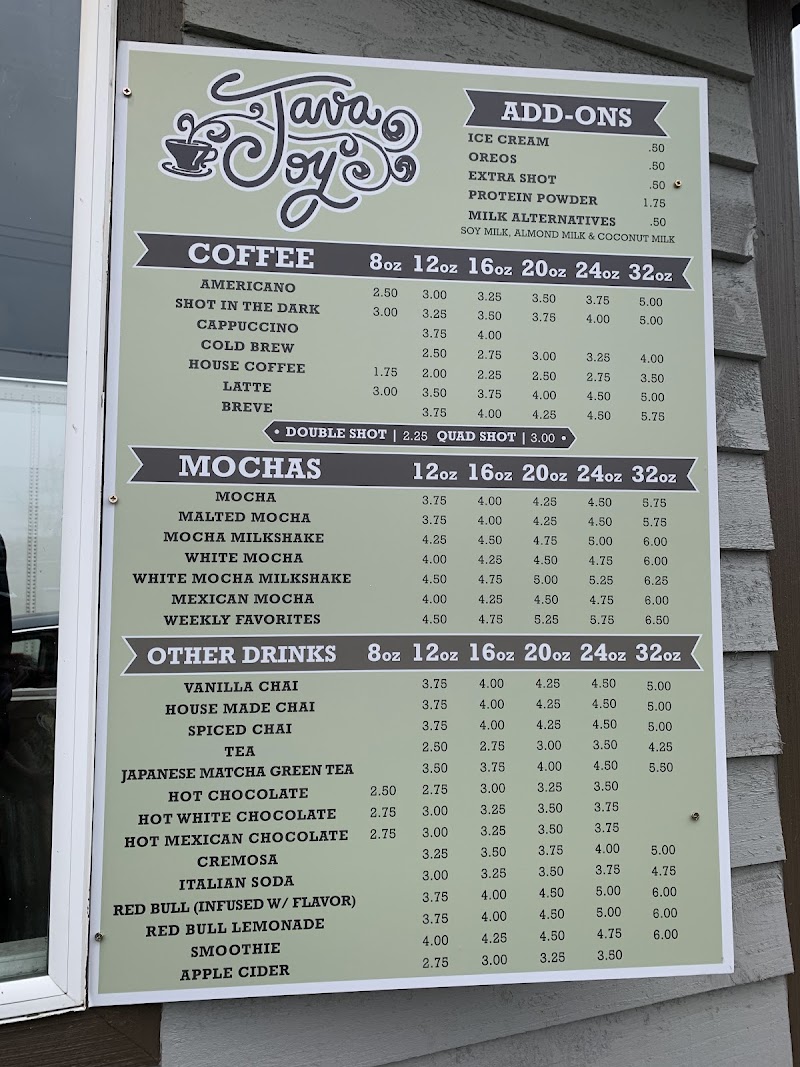 Java
Joy
ADD-ONS
ICE CREAM .50
OREOS .50
EXTRA SHOT .50
PROTEIN POWDER 1.75
MILK ALTERNATIVES .50
SOY MILK, ALMOND MILK & COCONUT MILK
COFFEE 8oz 12oz 16oz 20oz 24oz 32oz
AMERICANO 2.50 3.00 3.25 3.50 3.75 5.00
SHOT IN THE DARK 3.00 3.25 3.50 3.75 4.00 5.00
CAPPUCCINO 3.75 4.00
COLD BREW 2.50 2.75 3.00 3.25 4.00
HOUSE COFFEE 1.75 2.00 2.25 2.50 2.75 3.50
LATTE 3.00 3.50 3.75 4.00 4.50 5.00
BREVE 3.75 4.00 4.25 4.50 5.75
• DOUBLE SHOT | 2.25 QUAD SHOT | 3.00 •
MOCHAS 12oz 16oz 20oz 24oz 32oz
MOCHA 3.75 4.00 4.25 4.50 5.75
MALTED MOCHA 3.75 4.00 4.25 4.50 5.75
MOCHA MILKSHAKE 4.25 4.50 4.75 5.00 6.00
WHITE MOCHA 4.00 4.25 4.50 4.75 6.00
WHITE MOCHA MILKSHAKE 4.50 4.75 5.00 5.25 6.25
MEXICAN MOCHA 4.00 4.25 4.50 4.75 6.00
WEEKLY FAVORITES 4.50 4.75 5.25 5.75 6.50
OTHER DRINKS 8oz 12oz 16oz 20oz 24oz 32oz
VANILLA CHAI 3.75 4.00 4.25 4.50 5.00
HOUSE MADE CHAI 3.75 4.00 4.25 4.50 5.00
SPICED CHAI 3.75 4.00 4.25 4.50 5.00
TEA 2.50 2.75 3.00 3.50 4.25
JAPANESE MATCHA GREEN TEA 3.50 3.75 4.00 4.50 5.50
HOT CHOCOLATE 2.50 2.75 3.00 3.25 3.50
HOT WHITE CHOCOLATE 2.75 3.00 3.25 3.50 3.75
HOT MEXICAN CHOCOLATE 2.75 3.00 3.25 3.50 3.75
CREMOSA 3.25 3.50 3.75 4.00 5.00
ITALIAN SODA 3.00 3.25 3.50 3.75 4.75
RED BULL (INFUSED W/ FLAVOR) 3.75 4.00 4.50 5.00 6.00
RED BULL LEMONADE 3.75 4.00 4.50 5.00 6.00
SMOOTHIE 4.00 4.25 4.50 4.75 6.00
APPLE CIDER 2.75 3.00 3.25 3.50